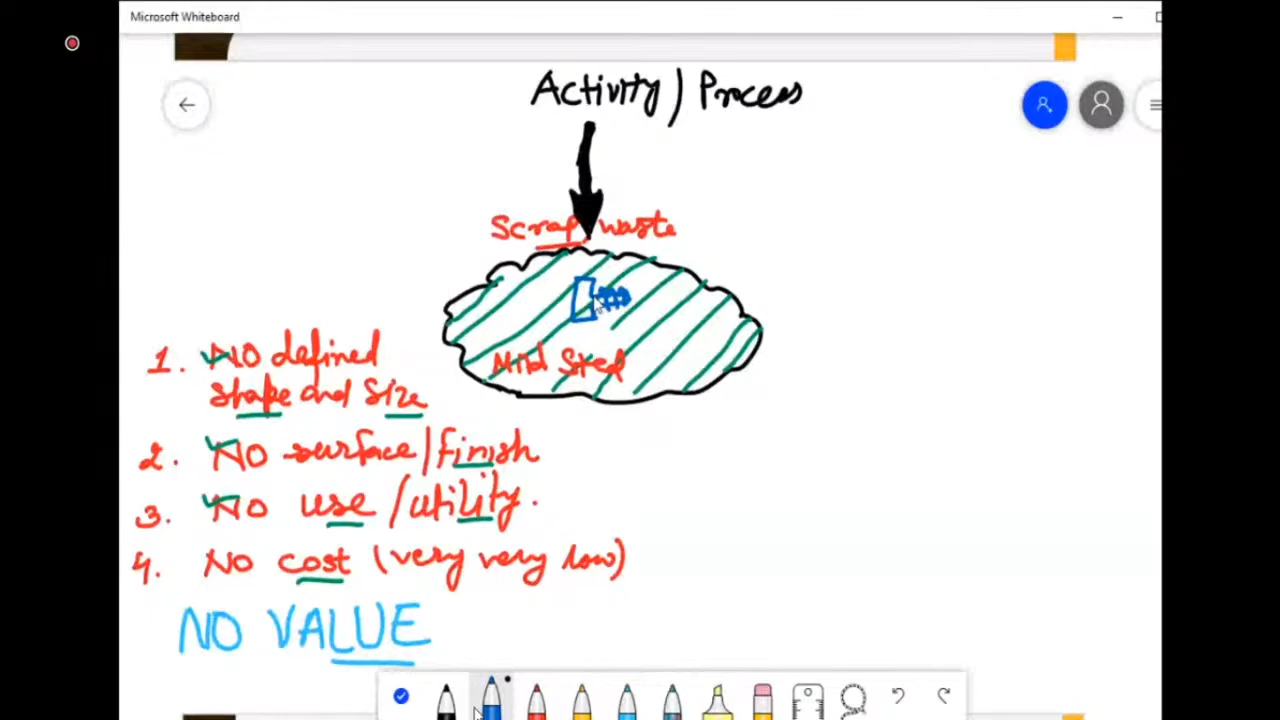 Microsoft Whiteboard
Activity / Process
Scrap, waste
Mild Steel
1. NO defined
shape and size
2. NO surface/finish
3. NO use/utility.
4. NO cost (very very low)
NO VALUE